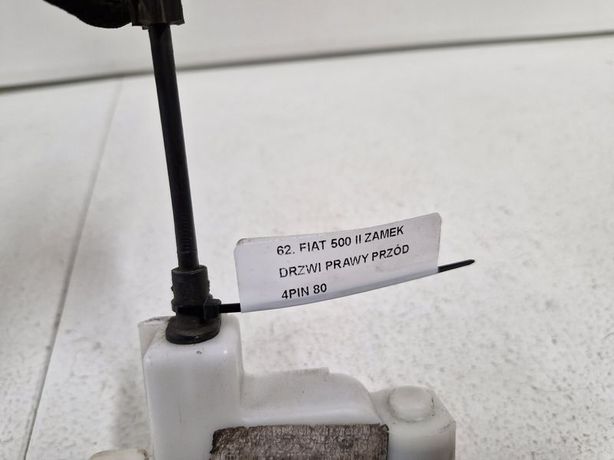 62. FIAT 500 II ZAMEK
DRZWI PRAWY PRZÓD
4PIN 80